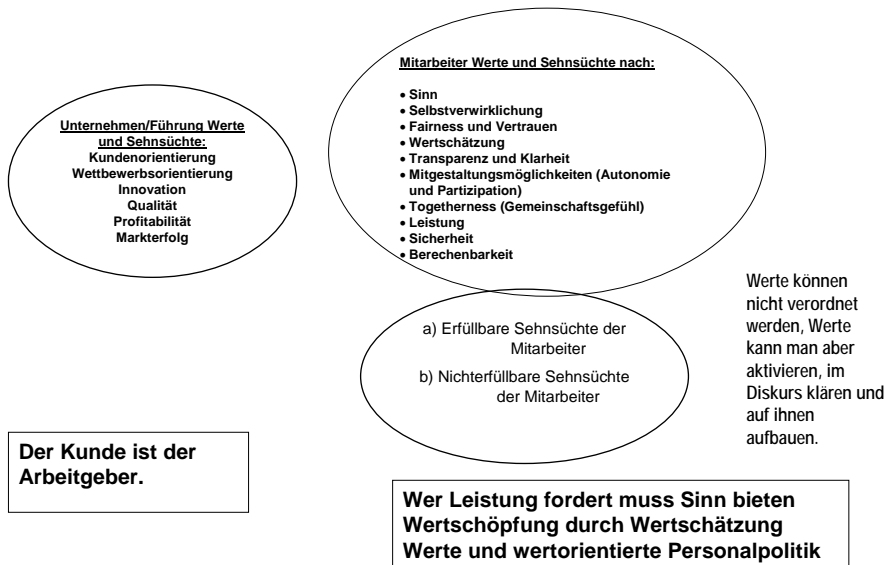 Unternehmen/Führung Werte
und Sehnsüchte:
Kundenorientierung
Wettbewerbsorientierung
Innovation
Qualität
Profitabilität
Markterfolg
Mitarbeiter Werte und Sehnsüchte nach:
• Sinn
• Selbstverwirklichung
• Fairness und Vertrauen
• Wertschätzung
• Transparenz und Klarheit
• Mitgestaltungsmöglichkeiten (Autonomie
und Partizipation)
• Togetherness (Gemeinschaftsgefühl)
• Leistung
• Sicherheit
• Berechenbarkeit
a) Erfüllbare Sehnsüchte der
Mitarbeiter
b) Nichterfüllbare Sehnsüchte
der Mitarbeiter
Werte können
nicht verordnet
werden, Werte
kann man aber
aktivieren, im
Diskurs klären und
auf ihnen
aufbauen.
Der Kunde ist der
Arbeitgeber.
Wer Leistung fordert muss Sinn bieten
Wertschöpfung durch Wertschätzung
Werte und wertorientierte Personalpolitik